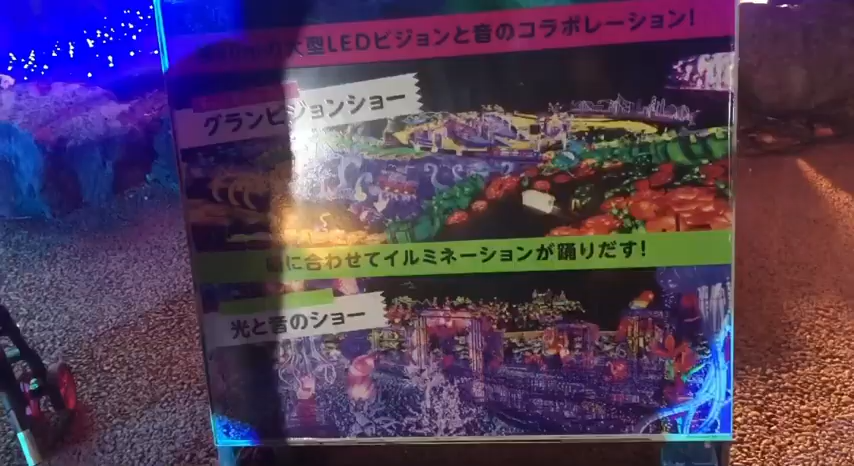 大型LEDビジョンと音のコラボレーション!
グランビジョンショー
に合わせてイルミネーションが踊りだす!
光と音のショー